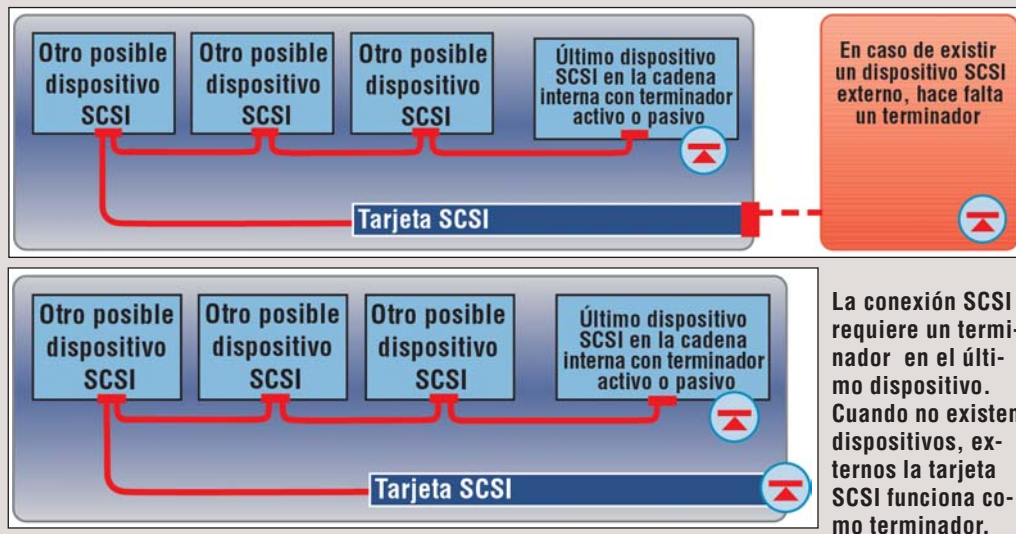 Otro posible
dispositivo
SCSI
Otro posible
dispositivo
SCSI
Otro posible
dispositivo
SCSI
Último dispositivo
SCSI en la cadena
interna con terminador
activo o pasivo
En caso de existir
un dispositivo SCSI
externo, hace falta
un terminador
Tarjeta SCSI
Otro posible
dispositivo
SCSI
Otro posible
dispositivo
SCSI
Otro posible
dispositivo
SCSI
Último dispositivo
SCSI en la cadena
interna con terminador
activo o pasivo
Tarjeta SCSI
La conexión SCSI
requiere un termi-
nador en el últi-
mo dispositivo.
Cuando no existen
dispositivos, ex-
ternos la tarjeta
SCSI funciona co-
mo terminador.